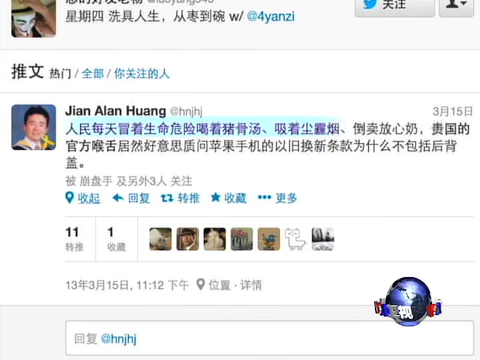 星期四 洗具人生，从枣到碗 w/ @4yanzi
关注
推文 热门 / 全部 / 你关注的人
Jian Alan Huang @hnjhj
3月15日
人民每天冒着生命危险喝着猪骨汤、吸着尘霾烟、倒卖放心奶，贵国的
官方喉舌居然好意思质问苹果手机的以旧换新条款为什么不包括后背
盖。
被 崩盘手 及另外3人 关注
收起 回复 转推 收藏 更多
11 1
转推 收藏
13年3月15日，11:12 下午 位置 · 详情
回复 @hnjhj